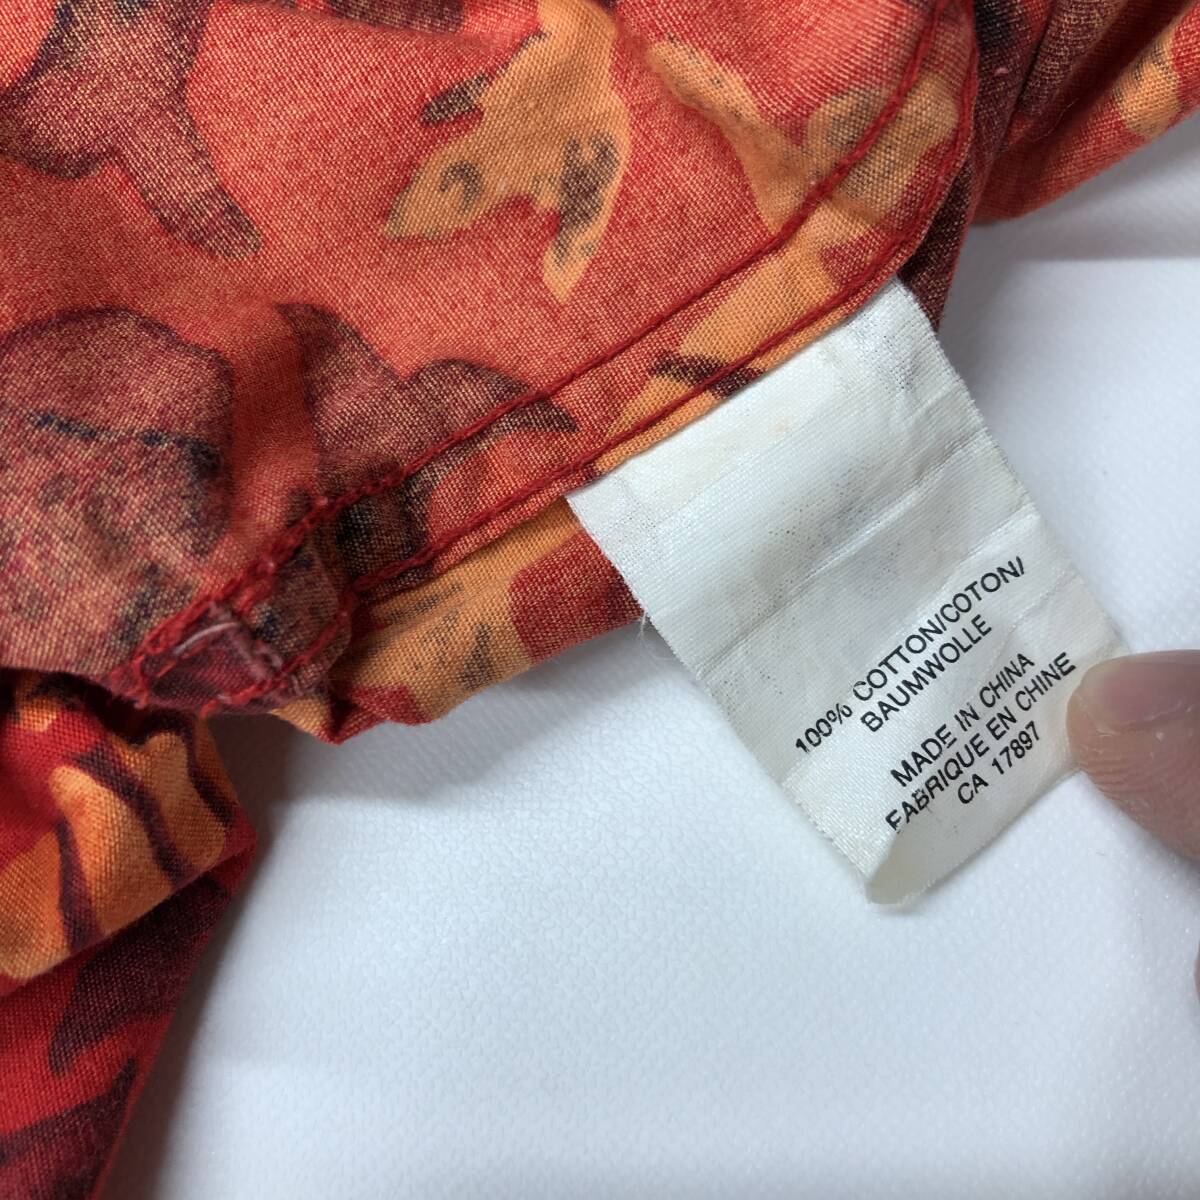 100% COTTON/COTON/
BAUMWOLLE
MADE IN CHINA
FABRIQUE EN CHINE
CA 17897